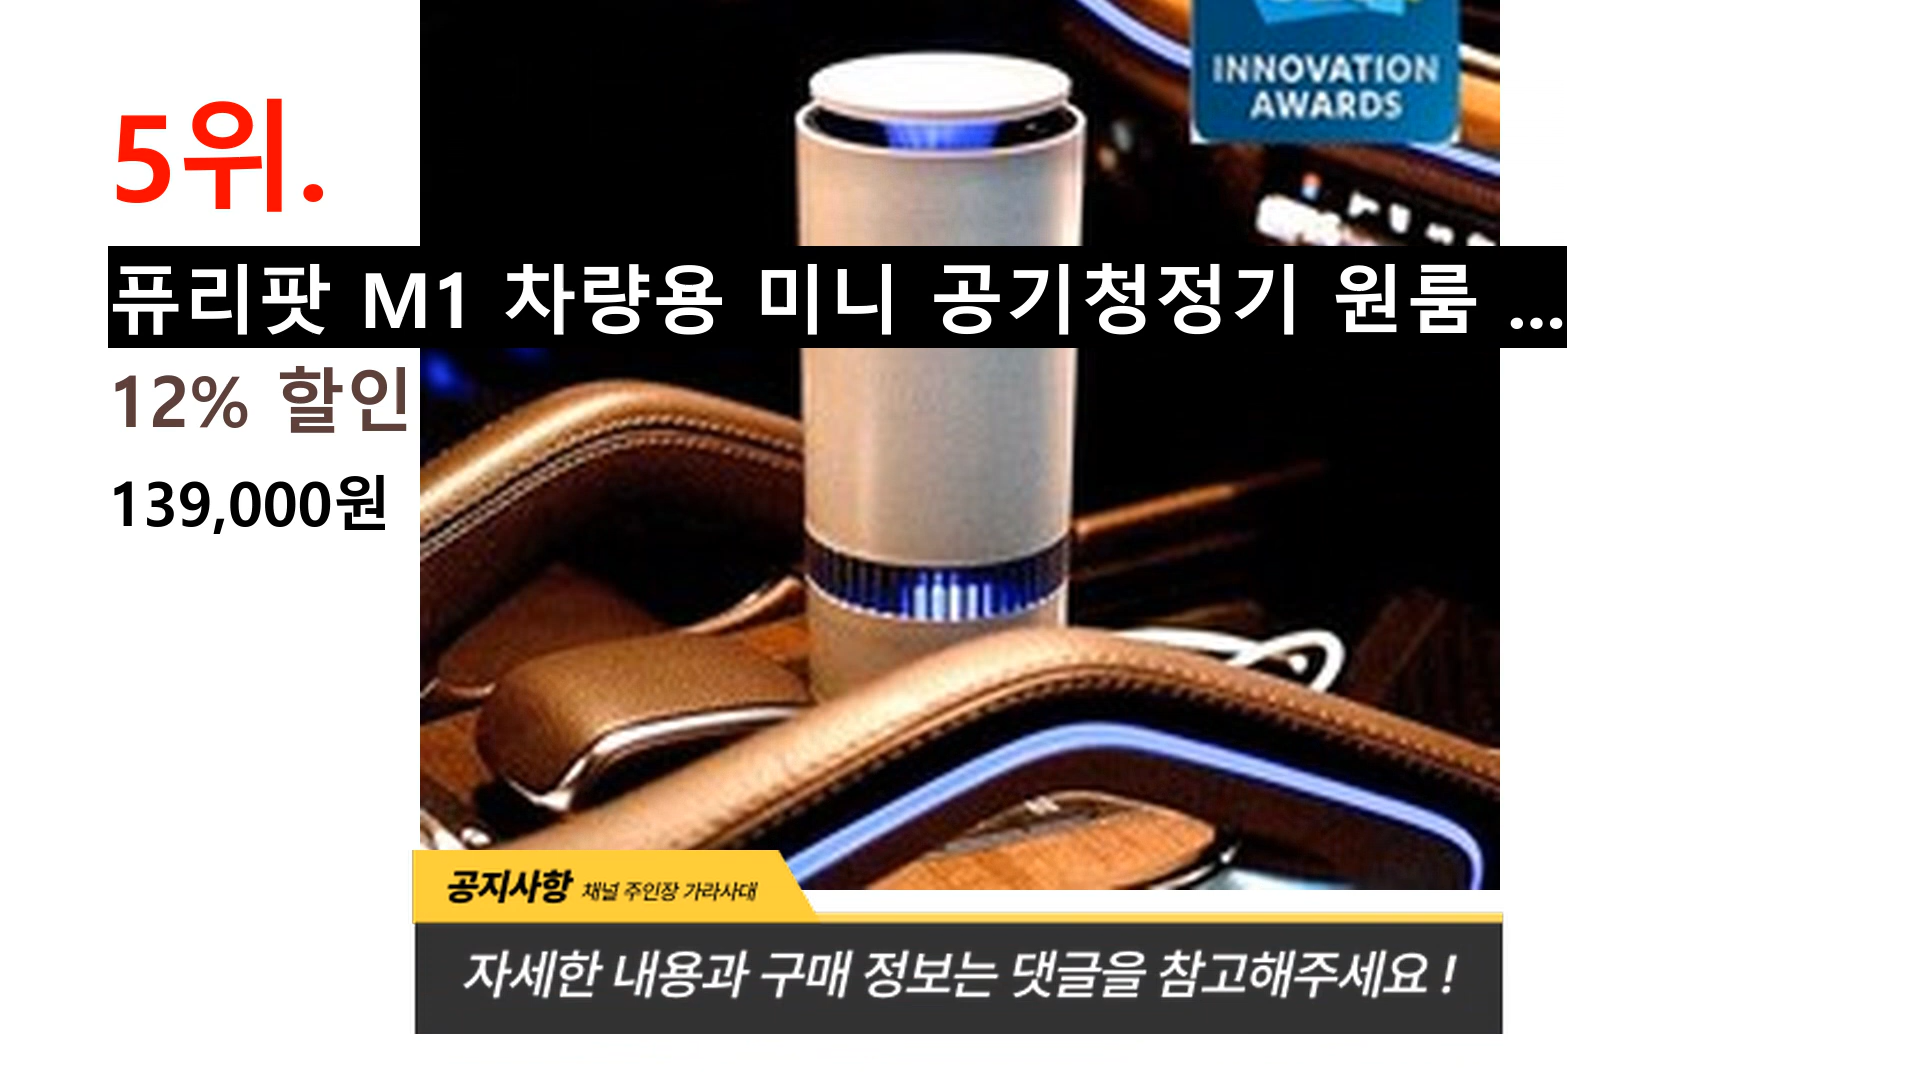 5위.
INNOVATION
AWARDS
퓨리팟 M1 차량용 미니 공기청정기 원룸 ...
12% 할인
139,000원
공지사항 채널 주인장 가라사대
자세한 내용과 구매 정보는 댓글을 참고해주세요 !